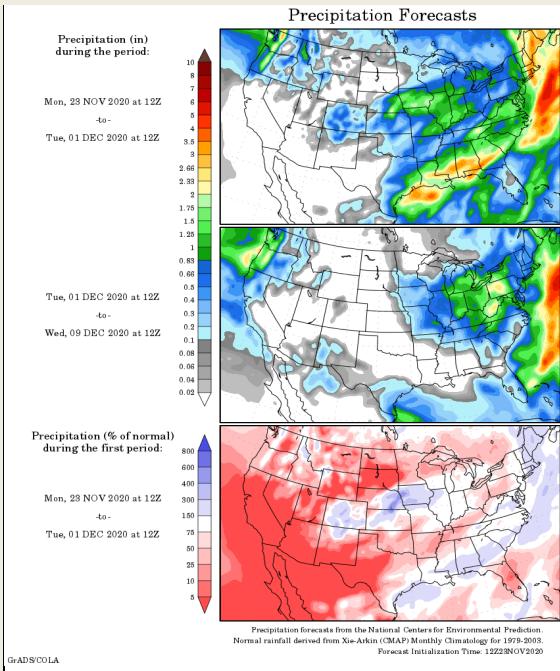 Precipitation Forecasts
Precipitation (in)
during the period:
Mon, 23 NOV 2020 at 12Z
-to-
Tue, 01 DEC 2020 at 12Z
10
8
7
6
5
4
3.5
3
2.66
2.33
2
1.75
1.5
1.25
1
0.83
0.66
0.5
0.4
0.3
0.2
0.1
0.08
0.06
0.04
0.02
Tue, 01 DEC 2020 at 12Z
-to-
Wed, 09 DEC 2020 at 12Z
Precipitation (% of normal)
during the first period:
Mon, 23 NOV 2020 at 12Z
-to-
Tue, 01 DEC 2020 at 12Z
800
600
400
300
150
75
50
25
10
5
Precipitation forecasts from the National Centers for Environmental Prediction.
Normal rainfall derived from Xie-Arkin (CMAP) Monthly Climatology for 1979-2003.
Forecast Initialization Time: 12Z23NOV2020
GrADS/COLA